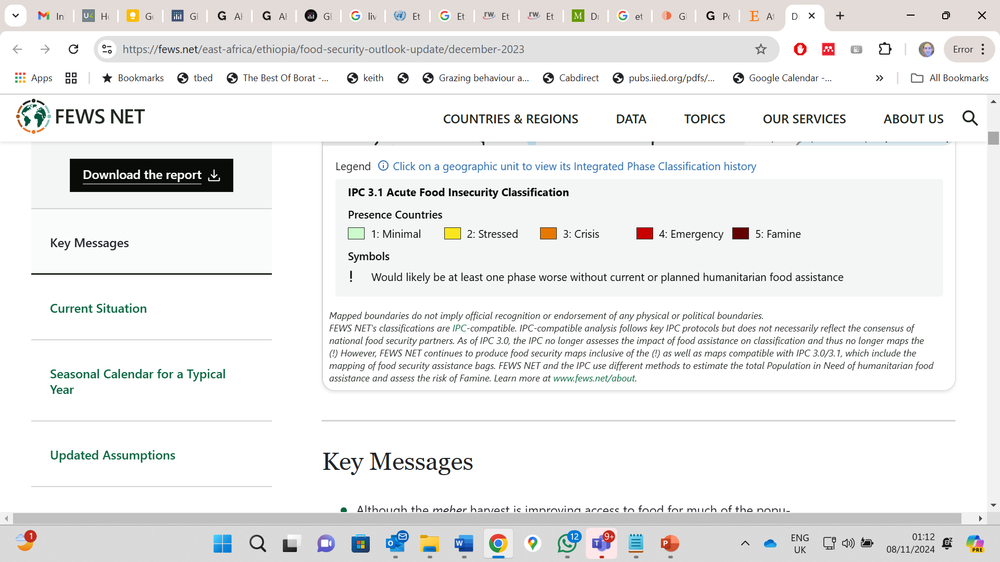 In
Ho
Go
Gl
Al
Al
GE
liv
Et
Et
rw Et
rw Et
M Di
et
Gl
Po
E At
D
https://fews.net/east-africa/ethiopia/food-security-outlook-update/december-2023
Error
Apps
Bookmarks
tbed
The Best Of Borat -...
keith
Grazing behaviour a...
Cabdirect
pubs.iied.org/pdfs/...
Google Calendar -...
»
All Bookmarks
FEWS NET
COUNTRIES & REGIONS
DATA
TOPICS
OUR SERVICES
ABOUT US
Download the report
Key Messages
Current Situation
Seasonal Calendar for a Typical
Year
Updated Assumptions
Legend Click on a geographic unit to view its Integrated Phase Classification history
IPC 3.1 Acute Food Insecurity Classification
Presence Countries
1: Minimal 2: Stressed 3: Crisis 4: Emergency 5: Famine
Symbols
! Would likely be at least one phase worse without current or planned humanitarian food assistance
Mapped boundaries do not imply official recognition or endorsement of any physical or political boundaries.
FEWS NET's classifications are IPC-compatible. IPC-compatible analysis follows key IPC protocols but does not necessarily reflect the consensus of
national food security partners. As of IPC 3.0, the IPC no longer assesses the impact of food assistance on classification and thus no longer maps the
(!) However, FEWS NET continues to produce food security maps inclusive of the (!) as well as maps compatible with IPC 3.0/3.1, which include the
mapping of food security assistance bags. FEWS NET and the IPC use different methods to estimate the total Population in Need of humanitarian food
assistance and assess the risk of Famine. Learn more at www.fews.net/about.
Key Messages
Although the meher harvest is improving access to food for much of the popu-
1
12
9+
ENG
UK
01:12
08/11/2024
PRE